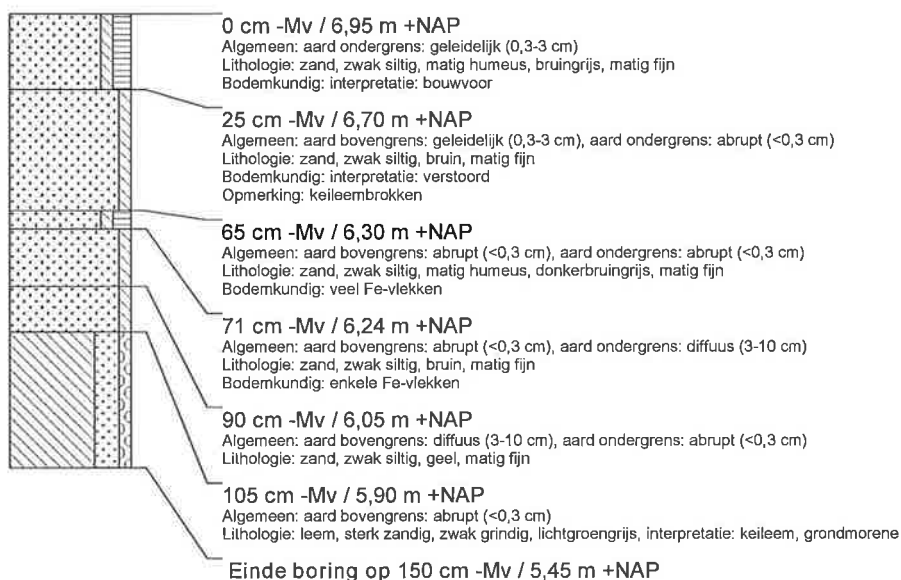 0 cm -Mv / 6,95 m +NAP
Algemeen: aard ondergrens: geleidelijk (0,3-3 cm)
Lithologie: zand, zwak siltig, matig humeus, bruingrijs, matig fijn
Bodemkundig: interpretatie: bouwvoor
25 cm -Mv / 6,70 m +NAP
Algemeen: aard bovengrens: geleidelijk (0,3-3 cm), aard ondergrens: abrupt (<0,3 cm)
Lithologie: zand, zwak siltig, bruin, matig fijn
Bodemkundig: interpretatie: verstoord
Opmerking: keileembrokken
65 cm -Mv / 6,30 m +NAP
Algemeen: aard bovengrens: abrupt (<0,3 cm), aard ondergrens: abrupt (<0,3 cm)
Lithologie: zand, zwak siltig, matig humeus, donkerbruingrijs, matig fijn
Bodemkundig: veel Fe-vlekken
71 cm -Mv / 6,24 m +NAP
Algemeen: aard bovengrens: abrupt (<0,3 cm), aard ondergrens: diffuus (3-10 cm)
Lithologie: zand, zwak siltig, bruin, matig fijn
Bodemkundig: enkele Fe-vlekken
90 cm -Mv / 6,05 m +NAP
Algemeen: aard bovengrens: diffuus (3-10 cm), aard ondergrens: abrupt (<0,3 cm)
Lithologie: zand, zwak siltig, geel, matig fijn
105 cm -Mv / 5,90 m +NAP
Algemeen: aard bovengrens: abrupt (<0,3 cm)
Lithologie: leem, sterk zandig, zwak grindig, lichtgroengrijs, interpretatie: keileem, grondmorene
Einde boring op 150 cm -Mv / 5,45 m +NAP